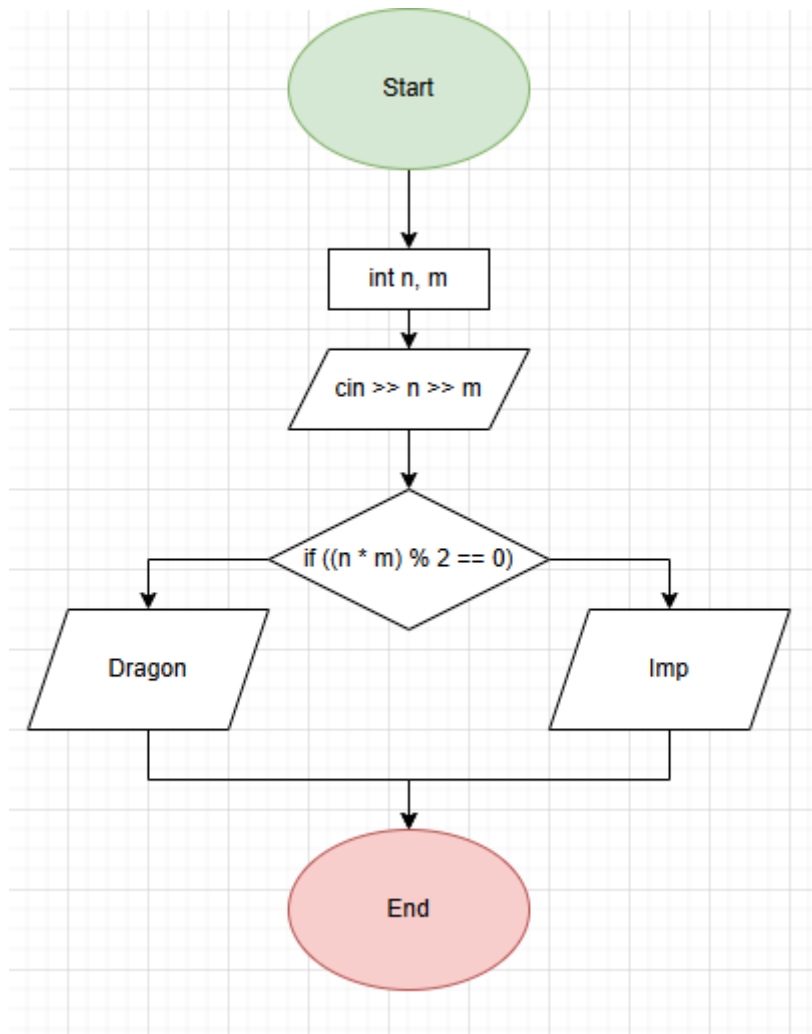 Start
int n, m
cin >> n >> m
if ((n * m) % 2 == 0)
Dragon
Imp
End